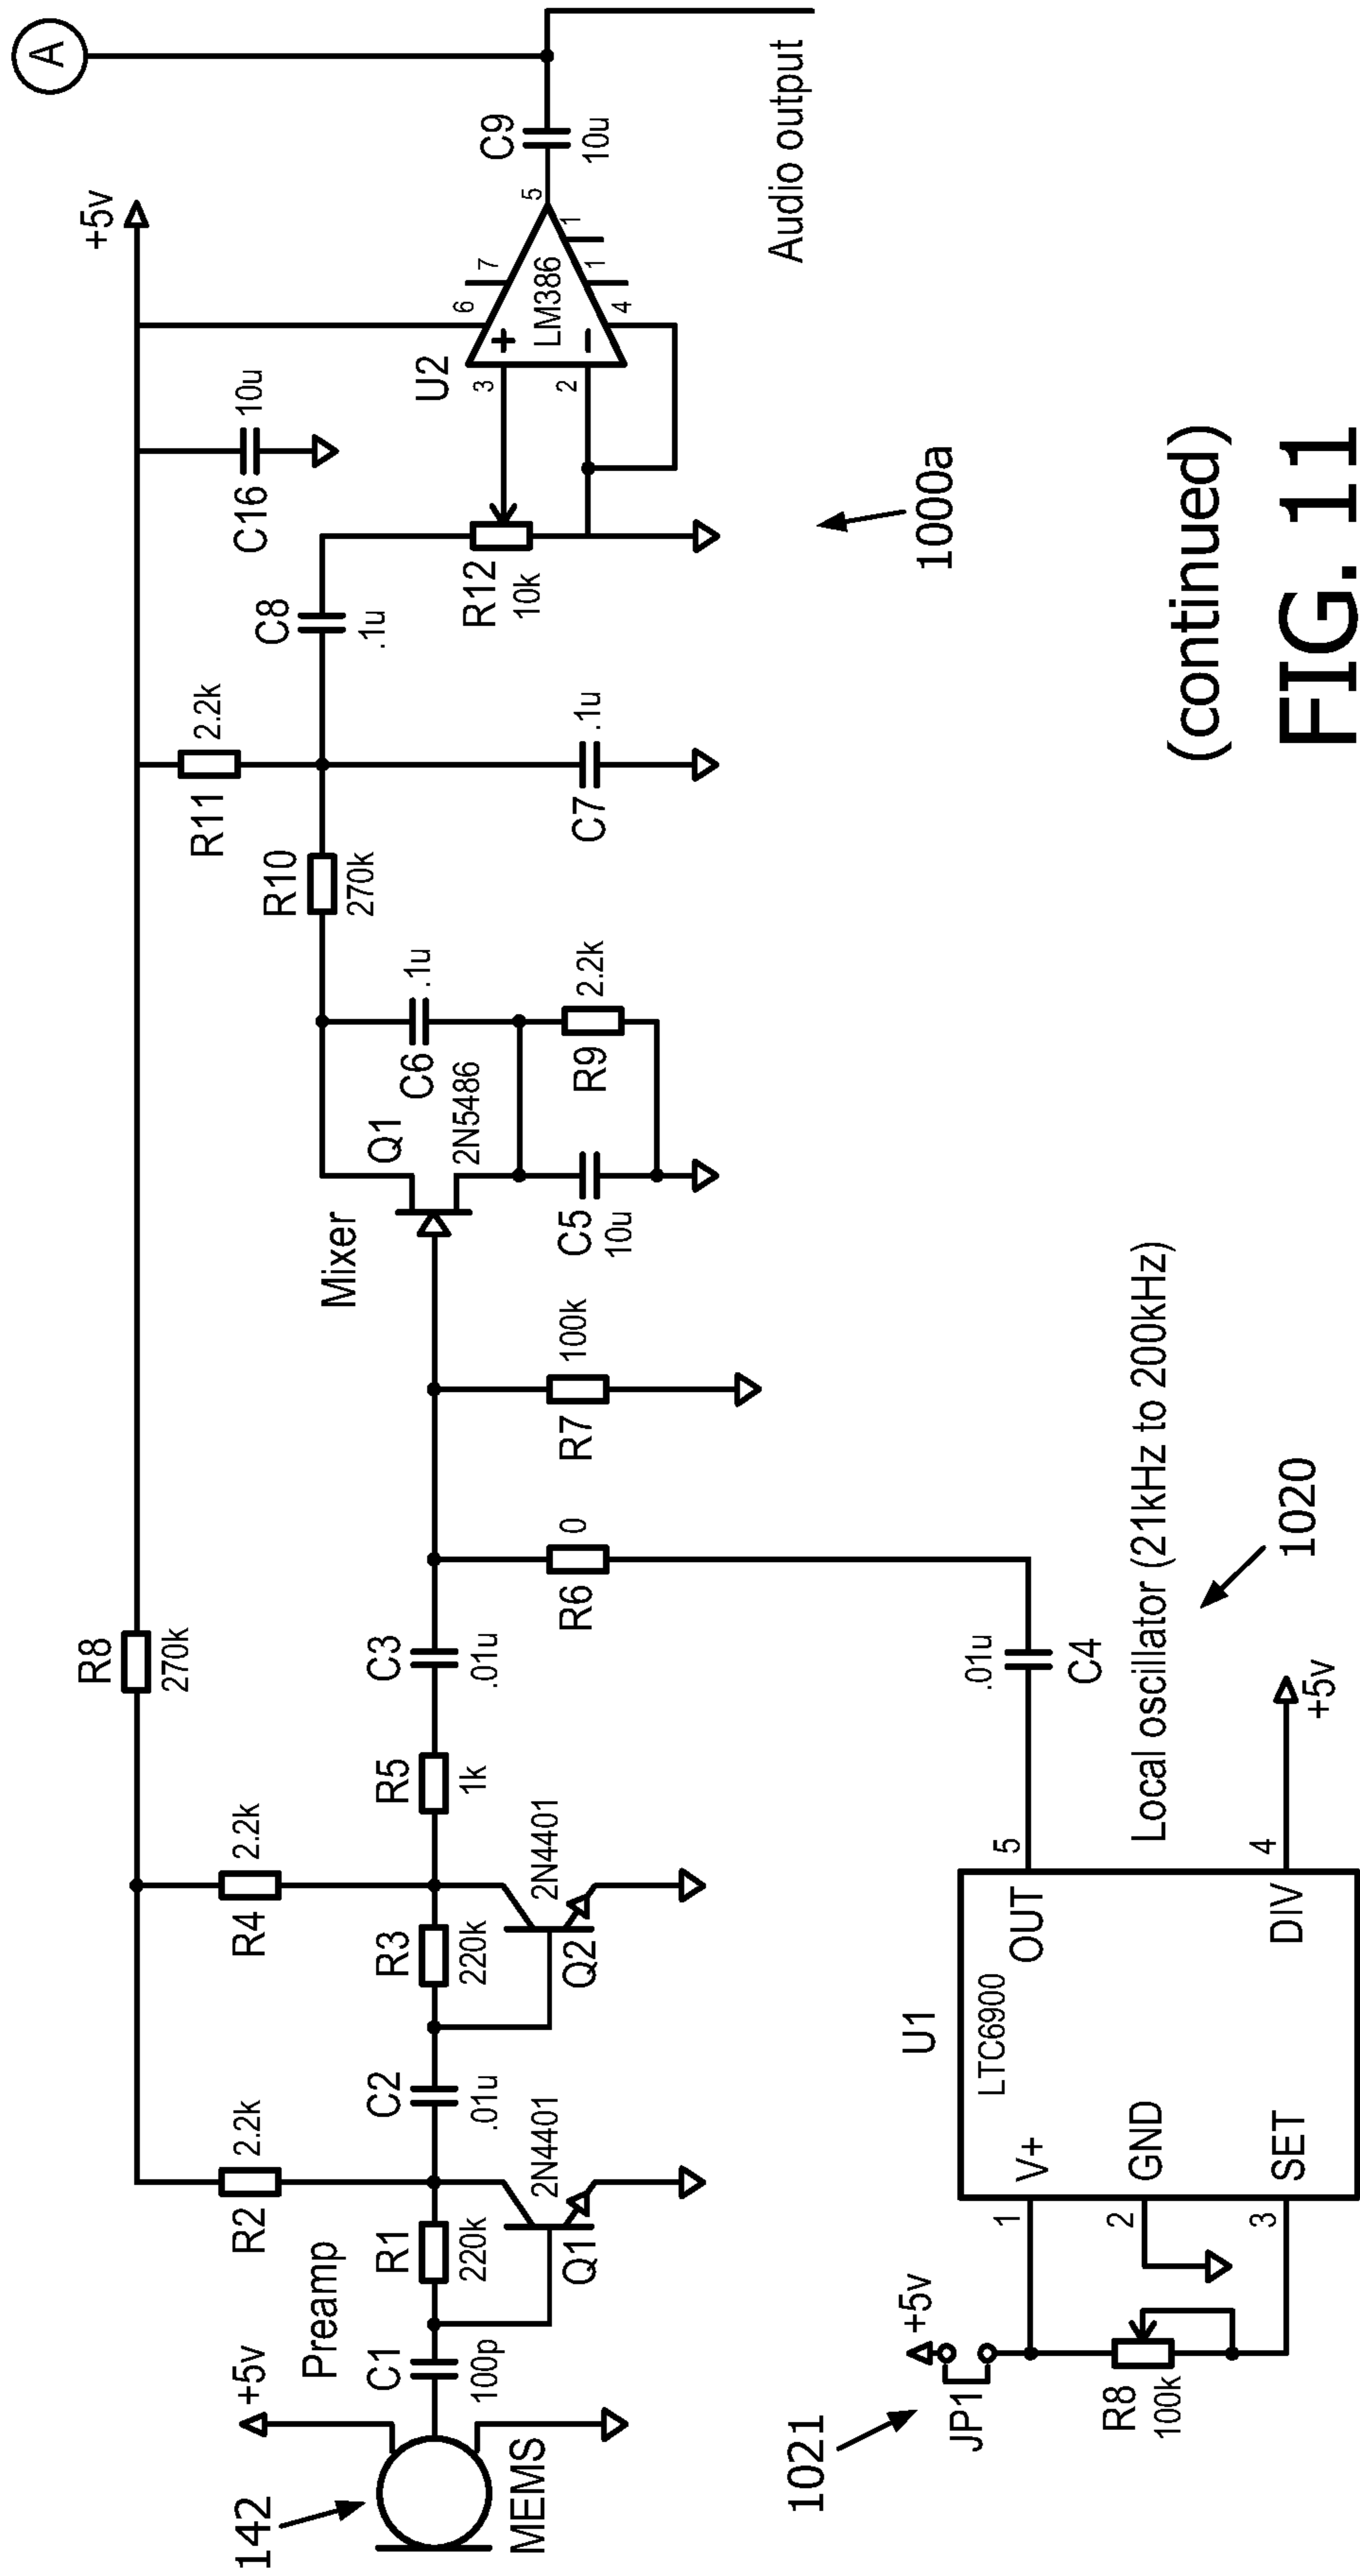 A
+5v
R8
270k
R11
2.2k
C16
10u
C8
.1u
R12
10k
U2
LM386
+
−
3
2
6
7
5
1
1
4
C9
10u
Audio output
142
MEMS
+5v
Preamp
C1
100p
R1
220k
R2
2.2k
Q1
2N4401
C2
.01u
R3
220k
R4
2.2k
Q2
2N4401
R5
1k
C3
.01u
R6
0
R7
100k
Mixer
Q1
2N5486
C5
10u
C6
.1u
R9
2.2k
R10
270k
C7
.1u
1000a
1021
+5v
JP1
R8
100k
U1
LTC6900
1
V+
2
GND
3
SET
OUT
5
DIV
4
.01u
C4
+5v
Local oscillator (21kHz to 200kHz)
1020
(continued)
FIG. 11